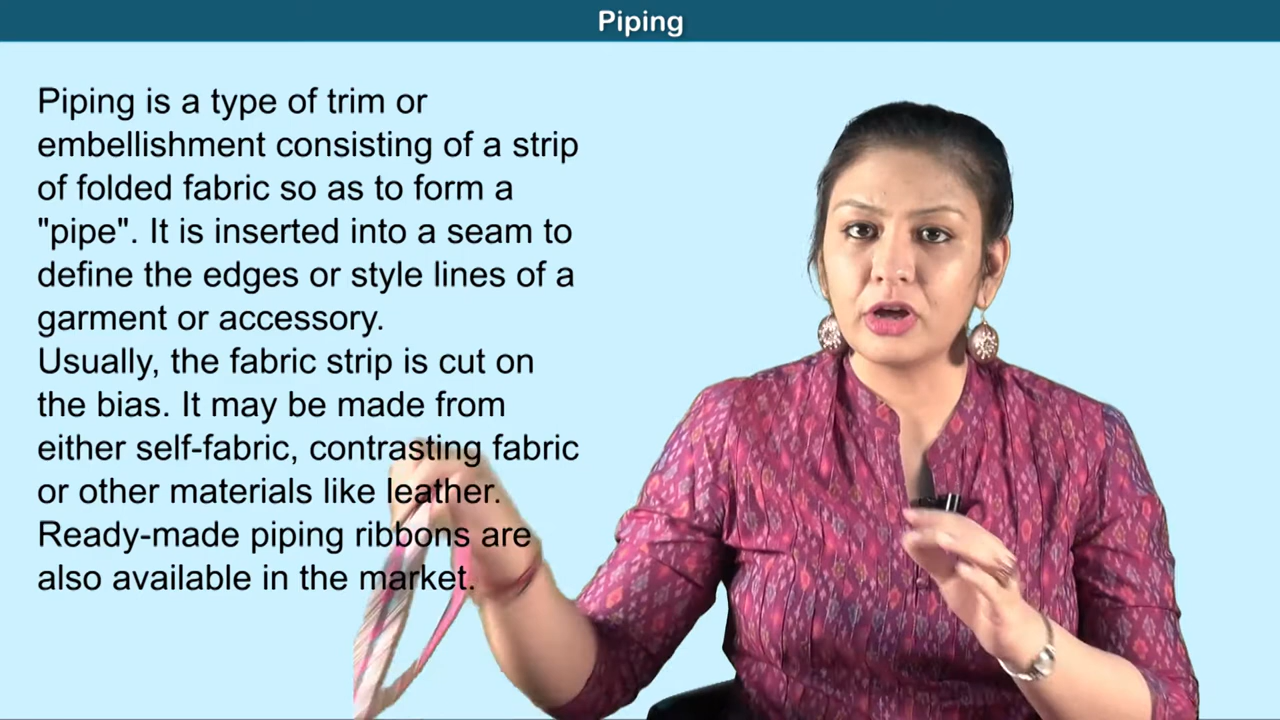 Piping
Piping is a type of trim or
embellishment consisting of a strip
of folded fabric so as to form a
"pipe". It is inserted into a seam to
define the edges or style lines of a
garment or accessory.
Usually, the fabric strip is cut on
the bias. It may be made from
either self-fabric, contrasting fabric
or other materials like leather.
Ready-made piping ribbons are
also available in the market.